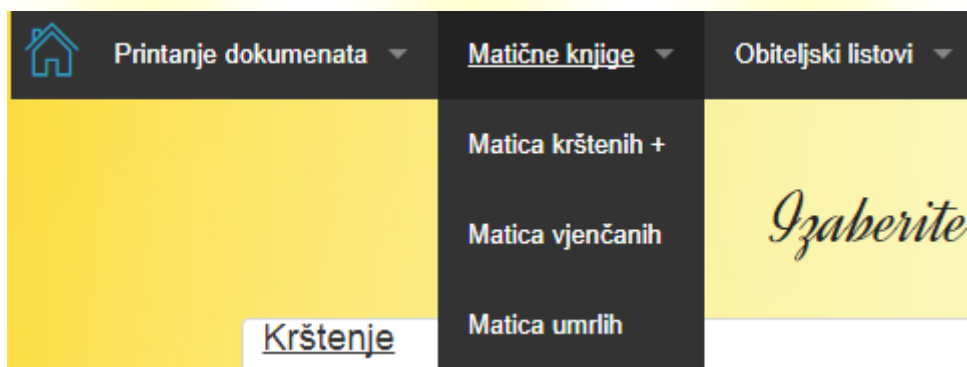 Printanje dokumenata
Matične knjige
Obiteljski listovi
Matica krštenih +
Matica vjenčanih
Izaberite
Matica umrlih
Krštenje